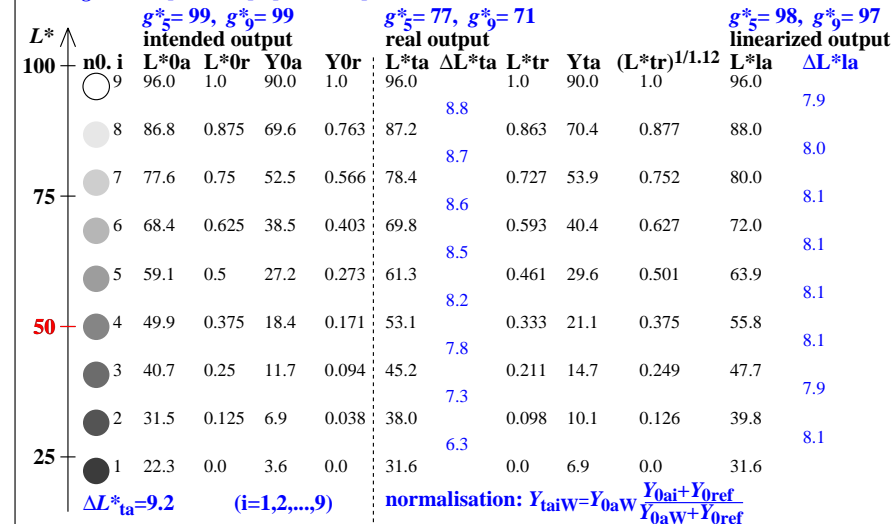 g*5= 99, g*9= 99 g*5= 77, g*9= 71 g*5= 98, g*9= 97
L* intended output real output linearized output
n0. i L*0a L*0r Y0a Y0r L*ta ΔL*ta L*tr Yta (L*tr)1/1.12 L*la ΔL*la
100 9 96.0 1.0 90.0 1.0 96.0 1.0 90.0 1.0 96.0
8.8 7.9
8 86.8 0.875 69.6 0.763 87.2 0.863 70.4 0.877 88.0
8.7 8.0
7 77.6 0.75 52.5 0.566 78.4 0.727 53.9 0.752 80.0
75 8.6 8.1
6 68.4 0.625 38.5 0.403 69.8 0.593 40.4 0.627 72.0
8.5 8.1
5 59.1 0.5 27.2 0.273 61.3 0.461 29.6 0.501 63.9
8.2 8.1
50 4 49.9 0.375 18.4 0.171 53.1 0.333 21.1 0.375 55.8
7.8 8.1
3 40.7 0.25 11.7 0.094 45.2 0.211 14.7 0.249 47.7
7.3 7.9
2 31.5 0.125 6.9 0.038 38.0 0.098 10.1 0.126 39.8
6.3 8.1
25 1 22.3 0.0 3.6 0.0 31.6 0.0 6.9 0.0 31.6
ΔL*ta=9.2 (i=1,2,...,9) normalisation: YtaiW=Y0aW Y0ai+Y0ref
Y0aW+Y0ref